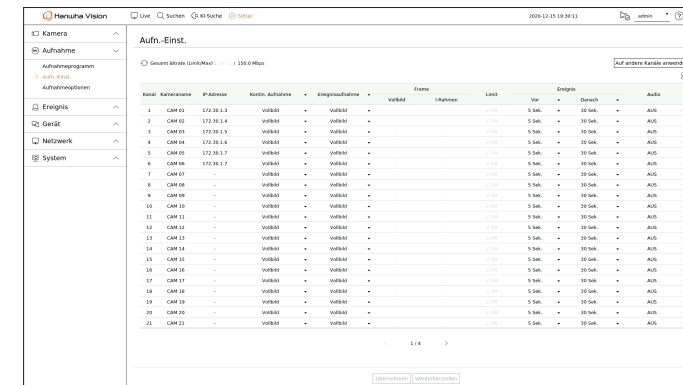 Hanwha Vision Live Suchen KI-Suche Setup 2020-12-15 19:30:11 admin
Kamera
Aufn.-Einst.
Aufnahme
Gesamt Bitrate (Limit/Max) : / 150.0 Mbps Auf andere Kanäle anwende
Aufnahmeprogramm
Aufn.-Einst.
Aufnahmeoptionen
Ereignis
Gerät
Netzwerk
System
Frame Ereignis
Kanal Kameraname IP-Adresse Kontin. Aufnahme Ereignisaufnahme Limit Audio
Vollbild I-Rahmen Vor Danach
1 CAM 01 172.30.1.3 Vollbild Vollbild 5 Sek. 30 Sek. AUS
2 CAM 02 172.30.1.4 Vollbild Vollbild 5 Sek. 30 Sek. AUS
3 CAM 03 172.30.1.5 Vollbild Vollbild 5 Sek. 30 Sek. AUS
4 CAM 04 172.30.1.6 Vollbild Vollbild 5 Sek. 30 Sek. AUS
5 CAM 05 172.30.1.7 Vollbild Vollbild 5 Sek. 30 Sek. AUS
6 CAM 06 172.30.1.7 Vollbild Vollbild 5 Sek. 30 Sek. AUS
7 CAM 07 - Vollbild Vollbild 5 Sek. 30 Sek. AUS
8 CAM 08 - Vollbild Vollbild 5 Sek. 30 Sek. AUS
9 CAM 09 - Vollbild Vollbild 5 Sek. 30 Sek. AUS
10 CAM 10 - Vollbild Vollbild 5 Sek. 30 Sek. AUS
11 CAM 11 - Vollbild Vollbild 5 Sek. 30 Sek. AUS
12 CAM 12 - Vollbild Vollbild 5 Sek. 30 Sek. AUS
13 CAM 13 - Vollbild Vollbild 5 Sek. 30 Sek. AUS
14 CAM 14 - Vollbild Vollbild 5 Sek. 30 Sek. AUS
15 CAM 15 - Vollbild Vollbild 5 Sek. 30 Sek. AUS
16 CAM 16 - Vollbild Vollbild 5 Sek. 30 Sek. AUS
17 CAM 17 - Vollbild Vollbild 5 Sek. 30 Sek. AUS
18 CAM 18 - Vollbild Vollbild 5 Sek. 30 Sek. AUS
19 CAM 19 - Vollbild Vollbild 5 Sek. 30 Sek. AUS
20 CAM 20 - Vollbild Vollbild 5 Sek. 30 Sek. AUS
21 CAM 21 - Vollbild Vollbild 5 Sek. 30 Sek. AUS
1 / 4
Übernehmen Wiederherstellen